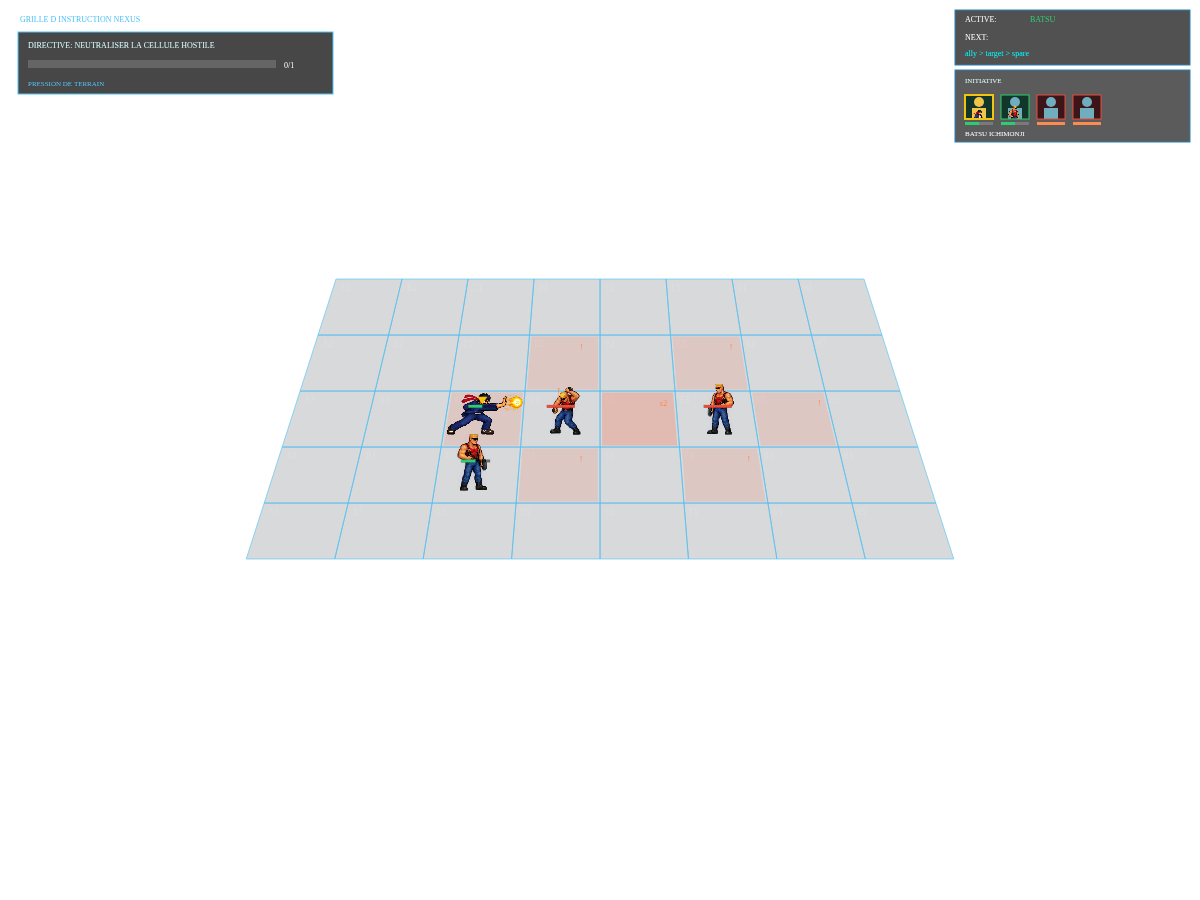 GRILLE D INSTRUCTION NEXUS
DIRECTIVE: NEUTRALISER LA CELLULE HOSTILE
0/1
PRESSION DE TERRAIN
ACTIVE: BATSU
NEXT:
ally > target > spare
INITIATIVE
BATSU ICHIMONJI
!
!
x2
!
!
!